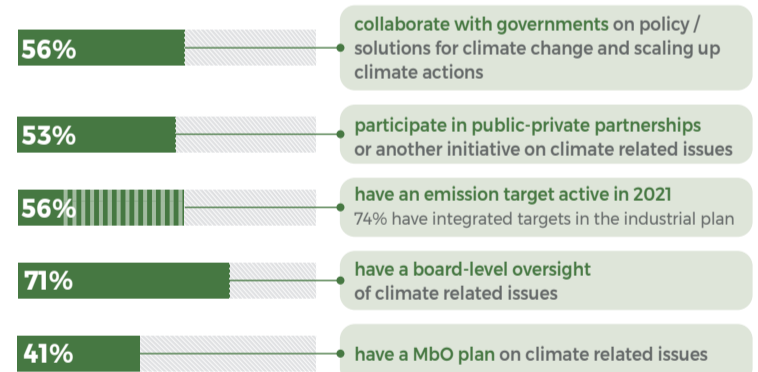 56%
collaborate with governments on policy /
solutions for climate change and scaling up
climate actions
53%
participate in public-private partnerships
or another initiative on climate related issues
56%
have an emission target active in 2021
74% have integrated targets in the industrial plan
71%
have a board-level oversight
of climate related issues
41%
have a MbO plan on climate related issues